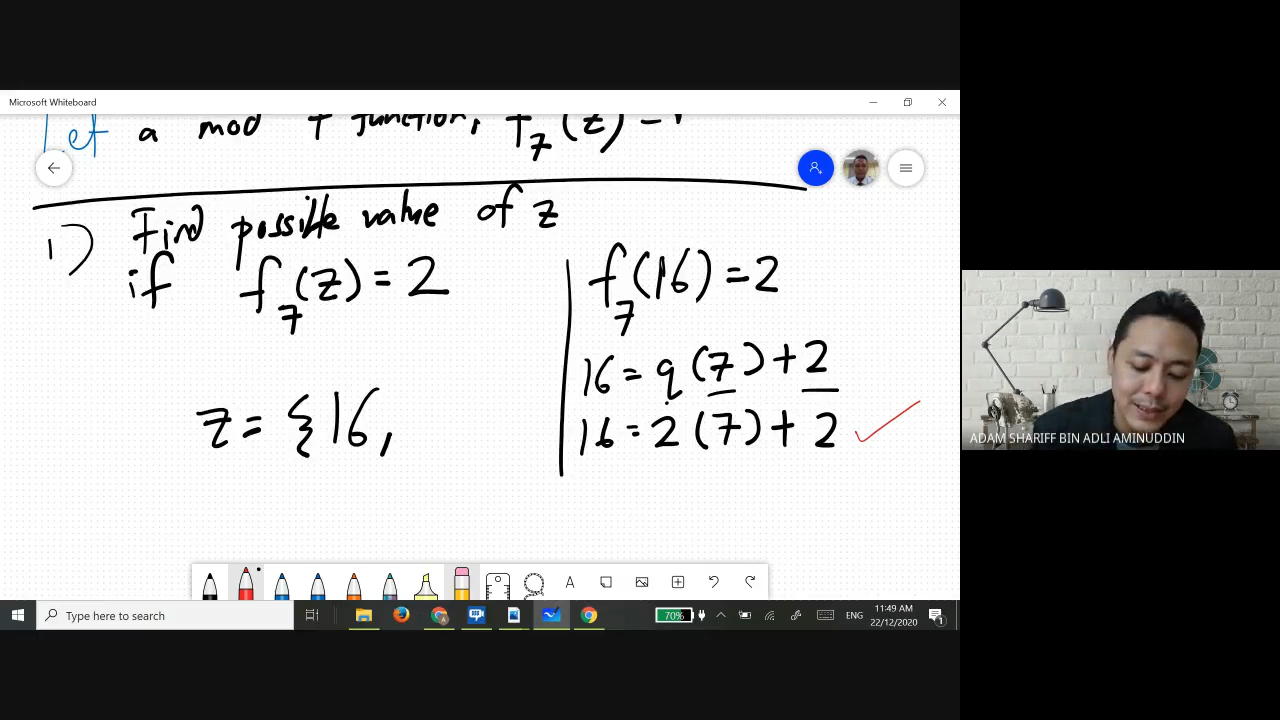 Microsoft Whiteboard
Let a mod 7 function, f7(z) = r
1) Find possible value of z
if f7(z) = 2
z = {16,
f7(16) = 2
16 = q(7) + 2
16 = 2(7) + 2
ADAM SHARIFF BIN ADLI AMINUDDIN
A
Type here to search
70%
ENG
11:49 AM
22/12/2020
1